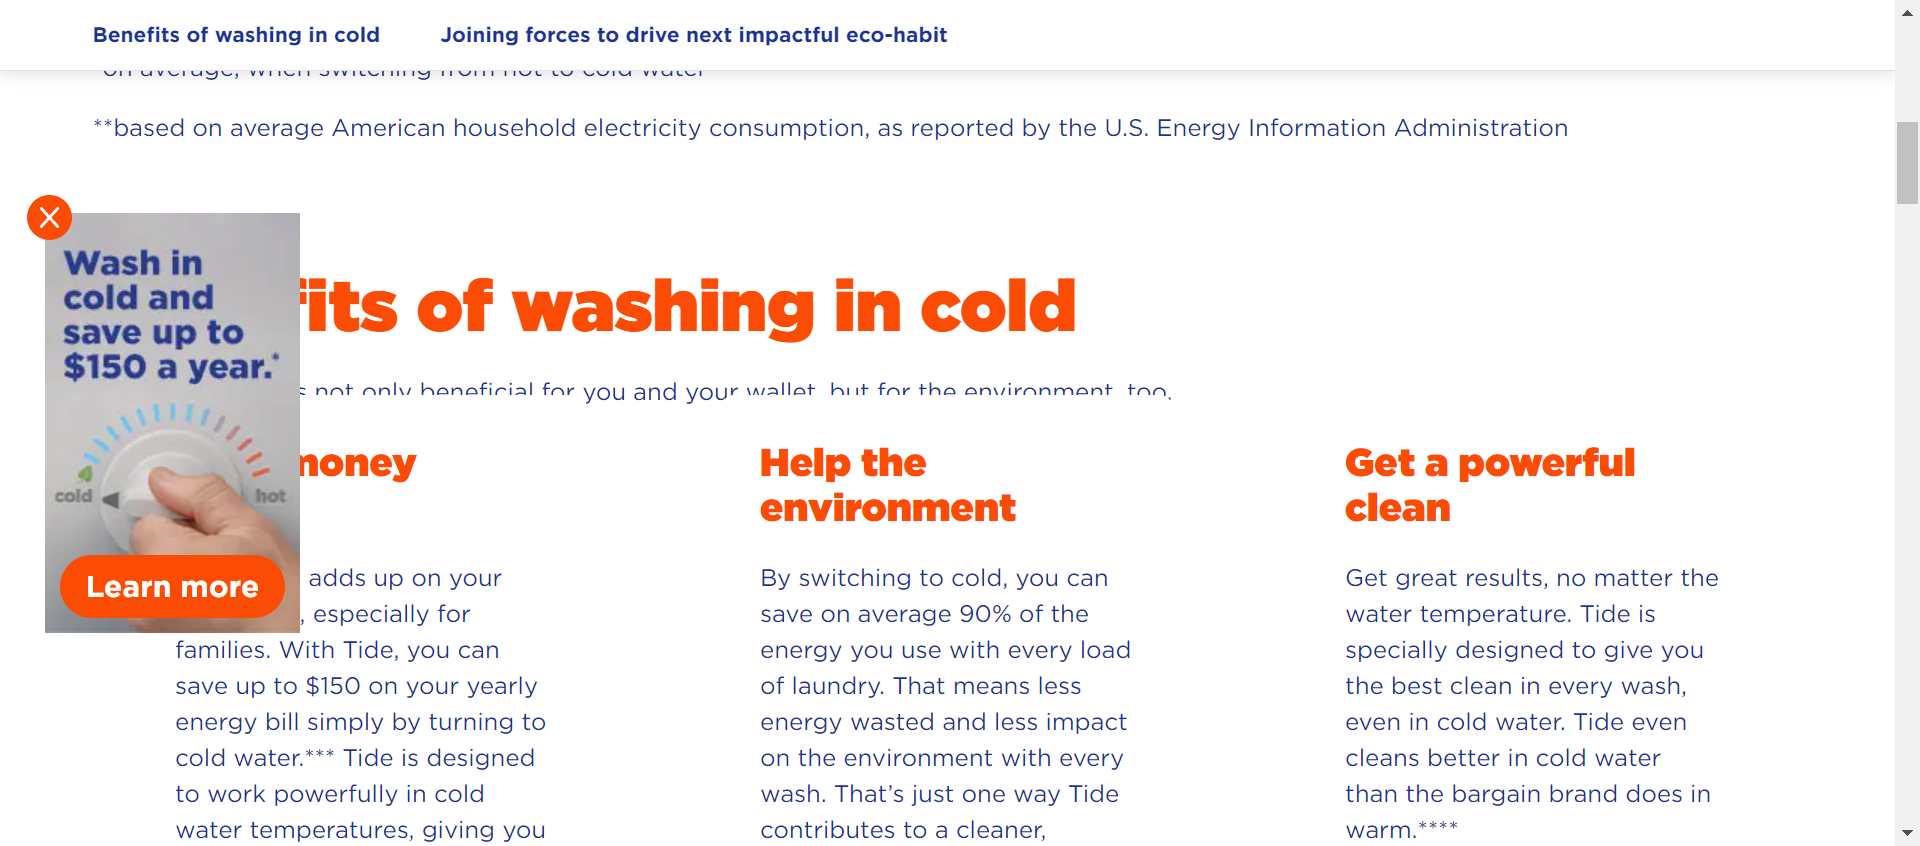 Benefits of washing in cold
Joining forces to drive next impactful eco-habit
on average, when switching from hot to cold water
**based on average American household electricity consumption, as reported by the U.S. Energy Information Administration
Wash in
cold and
save up to
$150 a year.*
cold
hot
Learn more
fits of washing in cold
s not only beneficial for you and your wallet, but for the environment, too.
money
adds up on your
, especially for
families. With Tide, you can
save up to $150 on your yearly
energy bill simply by turning to
cold water.*** Tide is designed
to work powerfully in cold
water temperatures, giving you
Help the
environment
By switching to cold, you can
save on average 90% of the
energy you use with every load
of laundry. That means less
energy wasted and less impact
on the environment with every
wash. That’s just one way Tide
contributes to a cleaner,
Get a powerful
clean
Get great results, no matter the
water temperature. Tide is
specially designed to give you
the best clean in every wash,
even in cold water. Tide even
cleans better in cold water
than the bargain brand does in
warm.****